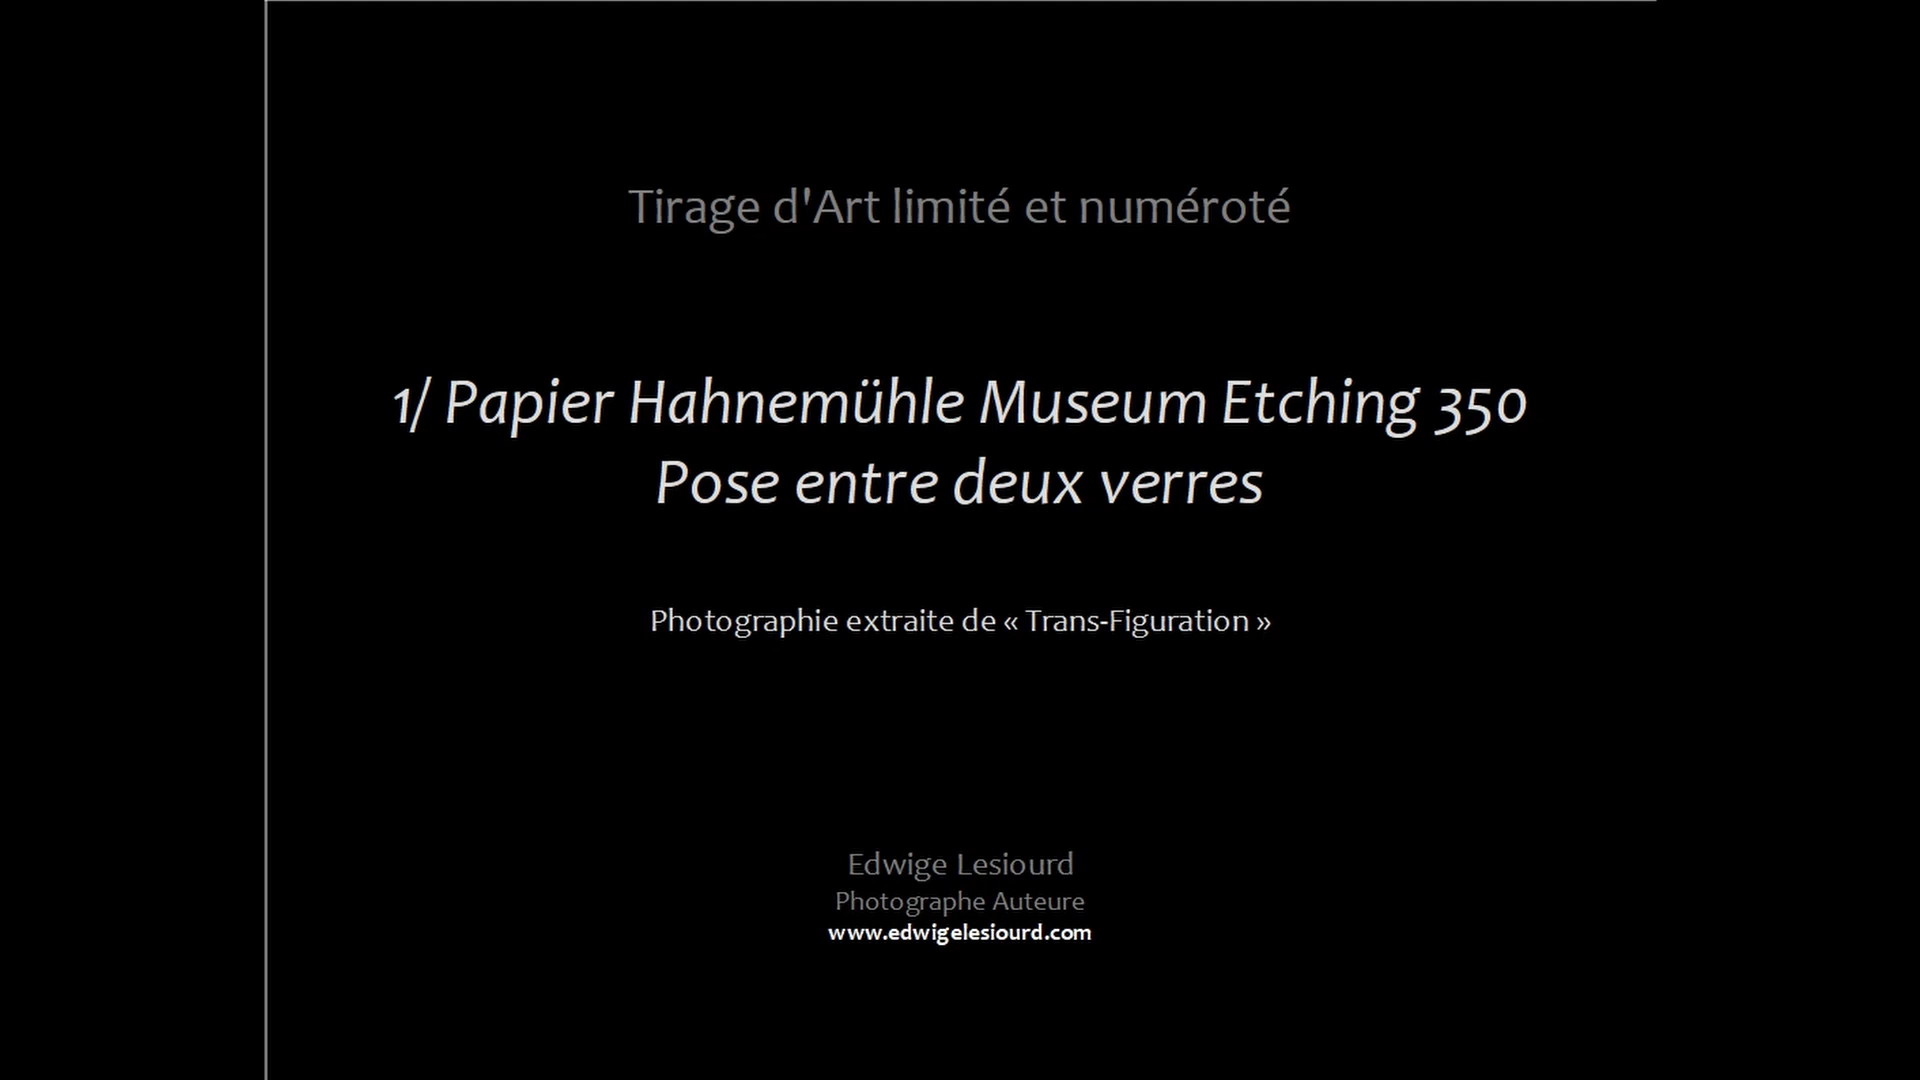 Tirage d'Art limité et numéroté
1/ Papier Hahnemühle Museum Etching 350
Pose entre deux verres
Photographie extraite de « Trans-Figuration »
Edwige Lesiourd
Photographe Auteure
www.edwigelesiourd.com